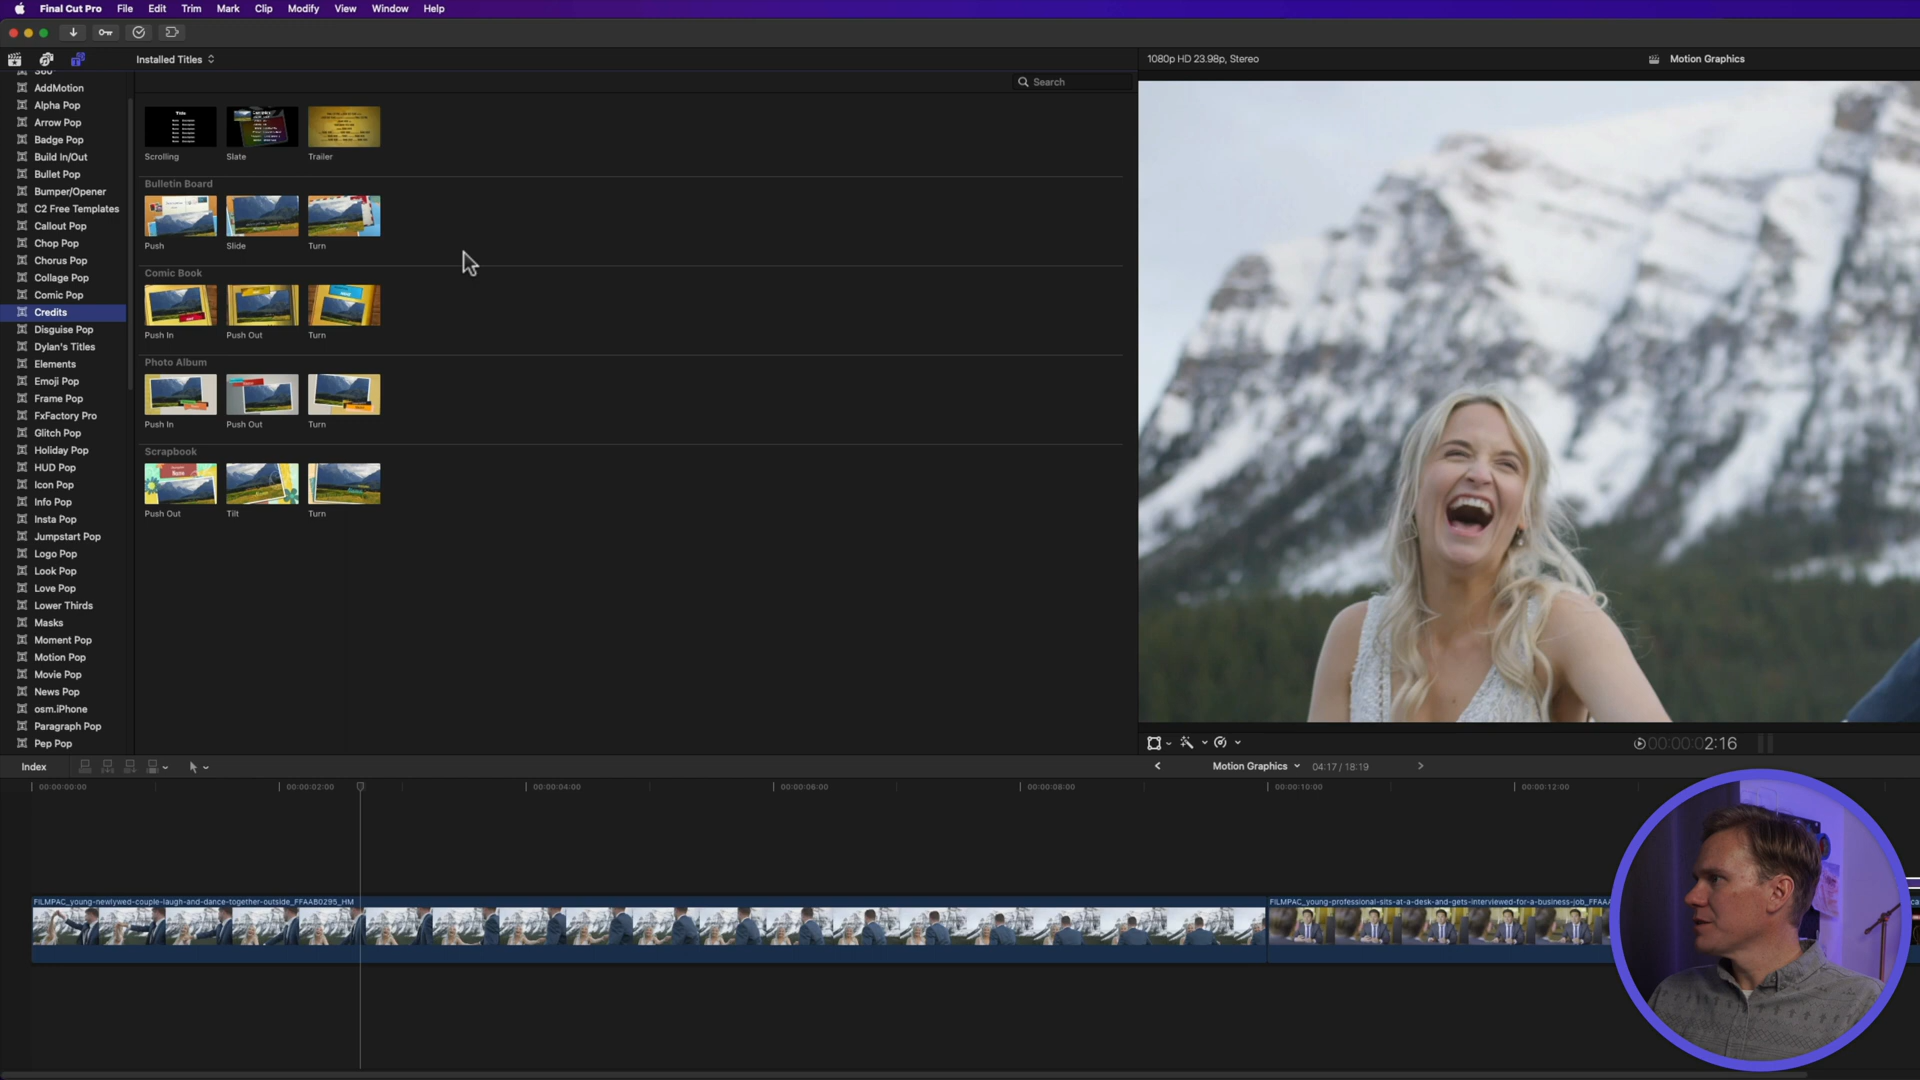 Final Cut Pro File Edit Trim Mark Clip Modify View Window Help
Installed Titles
1080p HD 23.98p, Stereo
Motion Graphics
Search
360°
AddMotion
Alpha Pop
Arrow Pop
Badge Pop
Build In/Out
Bullet Pop
Bumper/Opener
C2 Free Templates
Callout Pop
Chop Pop
Chorus Pop
Collage Pop
Comic Pop
Credits
Disguise Pop
Dylan's Titles
Elements
Emoji Pop
Frame Pop
FxFactory Pro
Glitch Pop
Holiday Pop
HUD Pop
Icon Pop
Info Pop
Insta Pop
Jumpstart Pop
Logo Pop
Look Pop
Love Pop
Lower Thirds
Masks
Moment Pop
Motion Pop
Movie Pop
News Pop
osm.iPhone
Paragraph Pop
Pep Pop
Title
Scrolling Slate Trailer
Bulletin Board
Push Slide Turn
Comic Book
Push In Push Out Turn
Photo Album
Push In Push Out Turn
Scrapbook
Name
Push Out Tilt Turn
00:00:02:16
Index
Motion Graphics 04:17 / 18:19
00:00:00:00 00:00:02:00 00:00:04:00 00:00:06:00 00:00:08:00 00:00:10:00 00:00:12:00
FILMPAC_young-newlywed-couple-laugh-and-dance-together-outside_FFAAB0295_HM
FILMPAC_young-professional-sits-at-a-desk-and-gets-interviewed-for-a-business-job_FFAAA